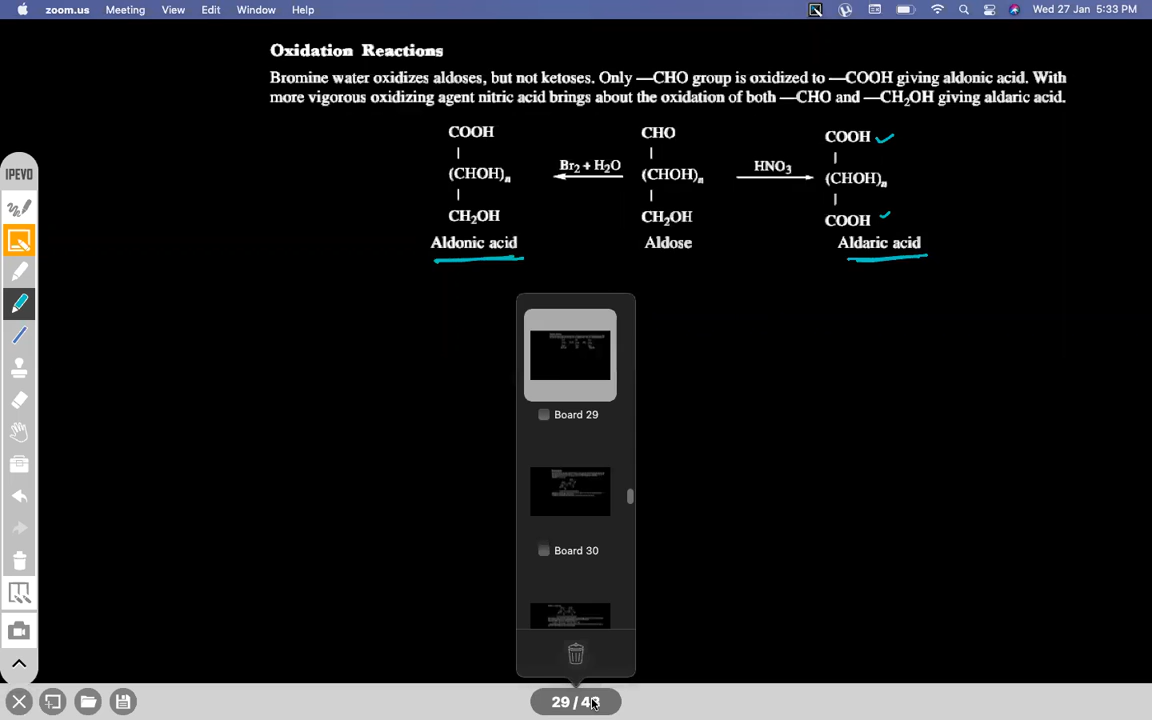 zoom.us Meeting View Edit Window Help Wed 27 Jan 5:33 PM
Oxidation Reactions
Bromine water oxidizes aldoses, but not ketoses. Only —CHO group is oxidized to —COOH giving aldonic acid. With
more vigorous oxidizing agent nitric acid brings about the oxidation of both —CHO and —CH₂OH giving aldaric acid.
COOH CHO COOH
| | |
(CHOH)ₙ Br₂ + H₂O (CHOH)ₙ HNO₃ (CHOH)ₙ
| | |
CH₂OH CH₂OH COOH
Aldonic acid Aldose Aldaric acid
IPEVO
Board 29
Board 30
29 / 4